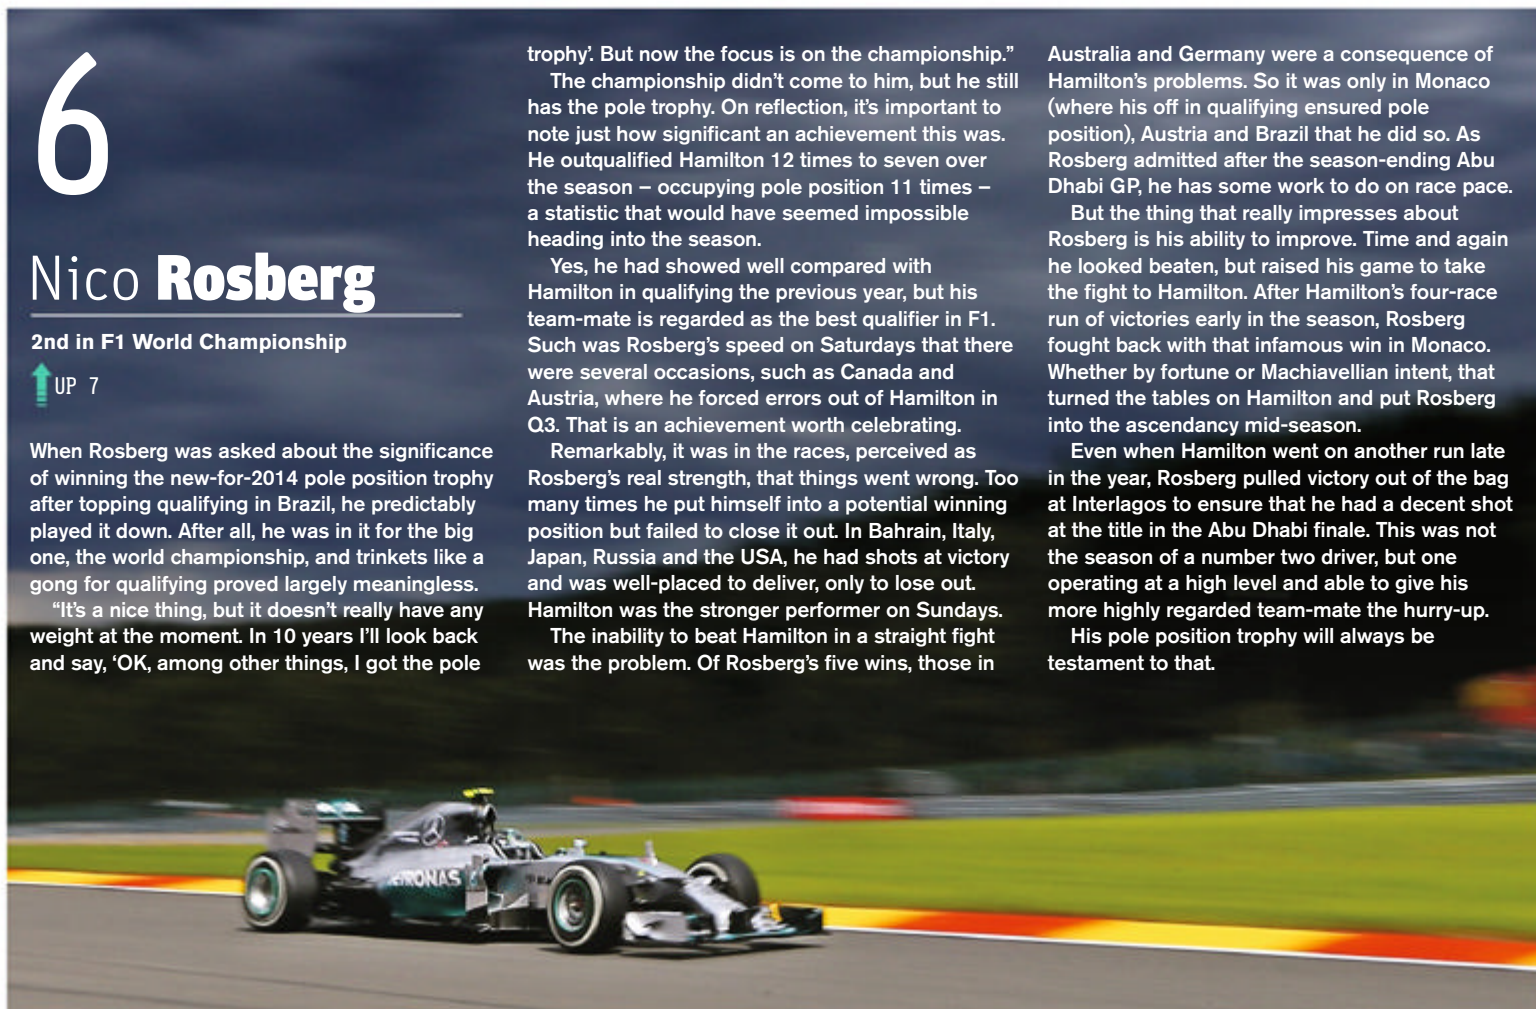 6
Nico Rosberg
2nd in F1 World Championship
UP 7
When Rosberg was asked about the significance
of winning the new-for-2014 pole position trophy
after topping qualifying in Brazil, he predictably
played it down. After all, he was in it for the big
one, the world championship, and trinkets like a
gong for qualifying proved largely meaningless.
“It’s a nice thing, but it doesn’t really have any
weight at the moment. In 10 years I’ll look back
and say, ‘OK, among other things, I got the pole
trophy’. But now the focus is on the championship.”
The championship didn’t come to him, but he still
has the pole trophy. On reflection, it’s important to
note just how significant an achievement this was.
He outqualified Hamilton 12 times to seven over
the season – occupying pole position 11 times –
a statistic that would have seemed impossible
heading into the season.
Yes, he had showed well compared with
Hamilton in qualifying the previous year, but his
team-mate is regarded as the best qualifier in F1.
Such was Rosberg’s speed on Saturdays that there
were several occasions, such as Canada and
Austria, where he forced errors out of Hamilton in
Q3. That is an achievement worth celebrating.
Remarkably, it was in the races, perceived as
Rosberg’s real strength, that things went wrong. Too
many times he put himself into a potential winning
position but failed to close it out. In Bahrain, Italy,
Japan, Russia and the USA, he had shots at victory
and was well-placed to deliver, only to lose out.
Hamilton was the stronger performer on Sundays.
The inability to beat Hamilton in a straight fight
was the problem. Of Rosberg’s five wins, those in
Australia and Germany were a consequence of
Hamilton’s problems. So it was only in Monaco
(where his off in qualifying ensured pole
position), Austria and Brazil that he did so. As
Rosberg admitted after the season-ending Abu
Dhabi GP, he has some work to do on race pace.
But the thing that really impresses about
Rosberg is his ability to improve. Time and again
he looked beaten, but raised his game to take
the fight to Hamilton. After Hamilton’s four-race
run of victories early in the season, Rosberg
fought back with that infamous win in Monaco.
Whether by fortune or Machiavellian intent, that
turned the tables on Hamilton and put Rosberg
into the ascendancy mid-season.
Even when Hamilton went on another run late
in the year, Rosberg pulled victory out of the bag
at Interlagos to ensure that he had a decent shot
at the title in the Abu Dhabi finale. This was not
the season of a number two driver, but one
operating at a high level and able to give his
more highly regarded team-mate the hurry-up.
His pole position trophy will always be
testament to that.
PETRONAS